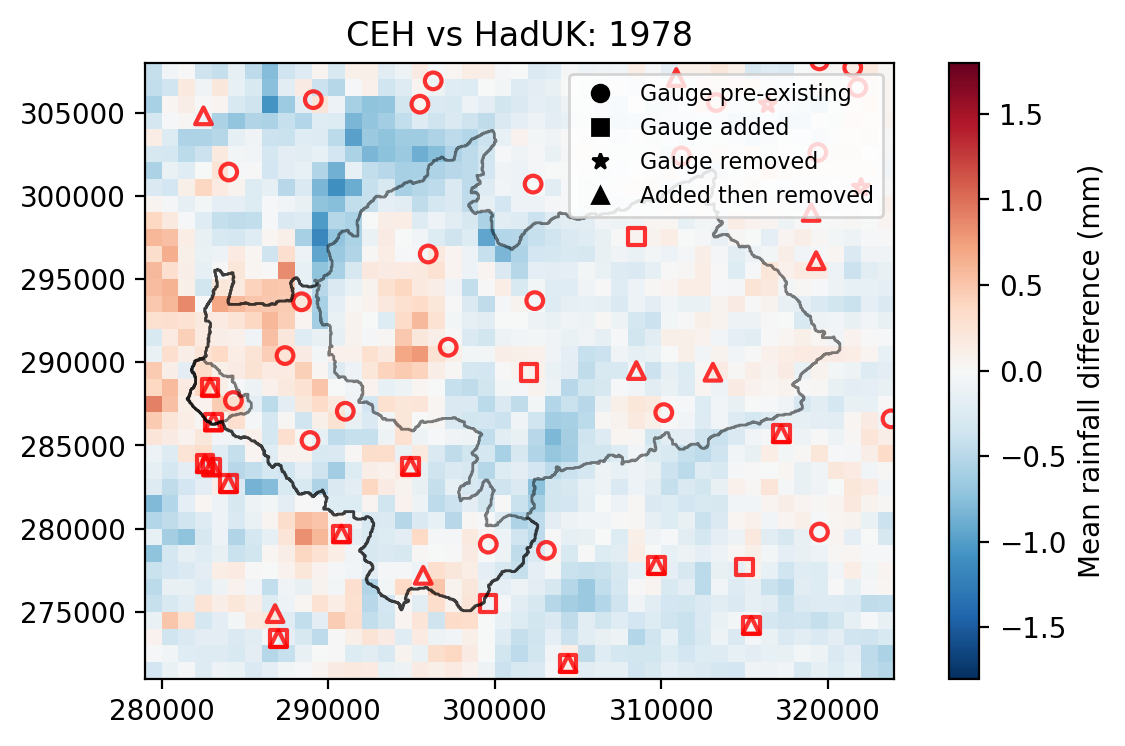 CEH vs HadUK: 1978
Gauge pre-existing
Gauge added
Gauge removed
Added then removed
305000
300000
295000
290000
285000
280000
275000
280000 290000 300000 310000 320000
1.5
1.0
0.5
0.0
−0.5
−1.0
−1.5
Mean rainfall difference (mm)